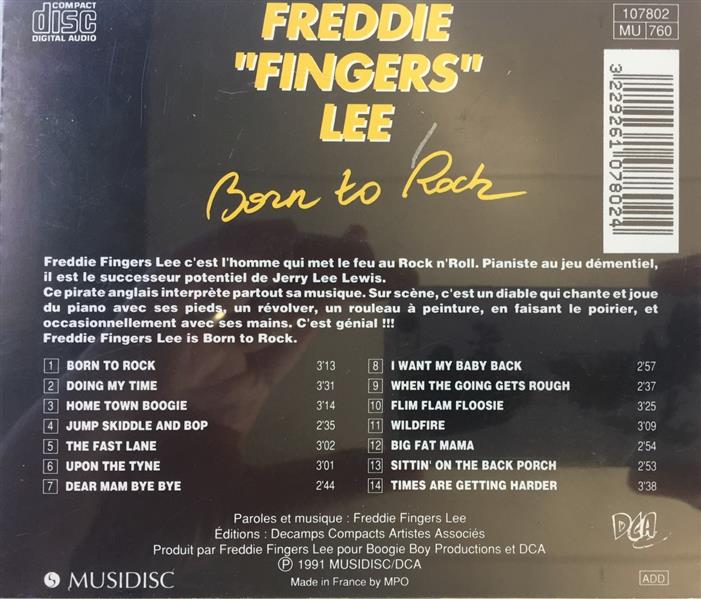 COMPACT
disc
DIGITAL AUDIO
FREDDIE
"FINGERS"
LEE
107802
MU 760
3229261078024
Born to Rock
Freddie Fingers Lee c'est l'homme qui met le feu au Rock n'Roll. Pianiste au jeu démentiel,
il est le successeur potentiel de Jerry Lee Lewis.
Ce pirate anglais interprète partout sa musique. Sur scène, c'est un diable qui chante et joue
du piano avec ses pieds, un révolver, un rouleau à peinture, en faisant le poirier, et
occasionnellement avec ses mains. C'est génial !!!
Freddie Fingers Lee is Born to Rock.
1 BORN TO ROCK 3'13
2 DOING MY TIME 3'31
3 HOME TOWN BOOGIE 3'14
4 JUMP SKIDDLE AND BOP 2'35
5 THE FAST LANE 3'02
6 UPON THE TYNE 3'01
7 DEAR MAM BYE BYE 2'44
8 I WANT MY BABY BACK 2'57
9 WHEN THE GOING GETS ROUGH 2'37
10 FLIM FLAM FLOOSIE 3'25
11 WILDFIRE 3'09
12 BIG FAT MAMA 2'54
13 SITTIN' ON THE BACK PORCH 2'53
14 TIMES ARE GETTING HARDER 3'38
Paroles et musique : Freddie Fingers Lee
Éditions : Decamps Compacts Artistes Associés
Produit par Freddie Fingers Lee pour Boogie Boy Productions et DCA
Ⓟ 1991 MUSIDISC/DCA
Made in France by MPO
MUSIDISC
DCA
ADD